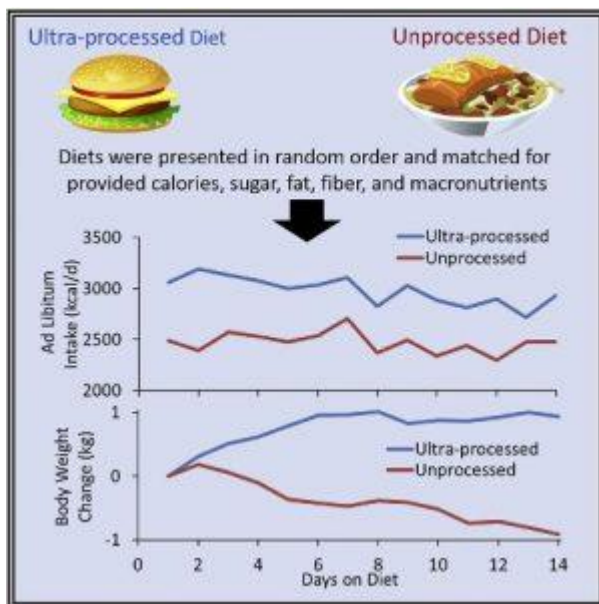 Ultra-processed Diet
Unprocessed Diet
Diets were presented in random order and matched for
provided calories, sugar, fat, fiber, and macronutrients
3500
3000
2500
2000
Ad Libitum
Intake (kcal/d)
Ultra-processed
Unprocessed
1
0
-1
Body Weight
Change (kg)
Ultra-processed
Unprocessed
0 2 4 6 8 10 12 14
Days on Diet